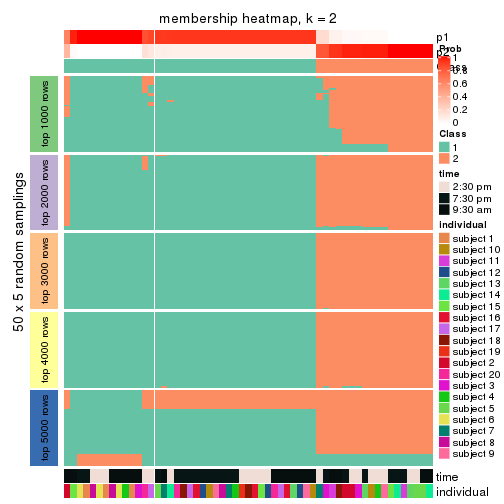 membership heatmap, k = 2
p1
p2
Class
50 x 5 random samplings
top 1000 rows
top 2000 rows
top 3000 rows
top 4000 rows
top 5000 rows
time
individual
Prob
1
0.8
0.6
0.4
0.2
0
Class
1
2
time
2:30 pm
7:30 pm
9:30 am
individual
subject 1
subject 10
subject 11
subject 12
subject 13
subject 14
subject 15
subject 16
subject 17
subject 18
subject 19
subject 2
subject 20
subject 3
subject 4
subject 5
subject 6
subject 7
subject 8
subject 9